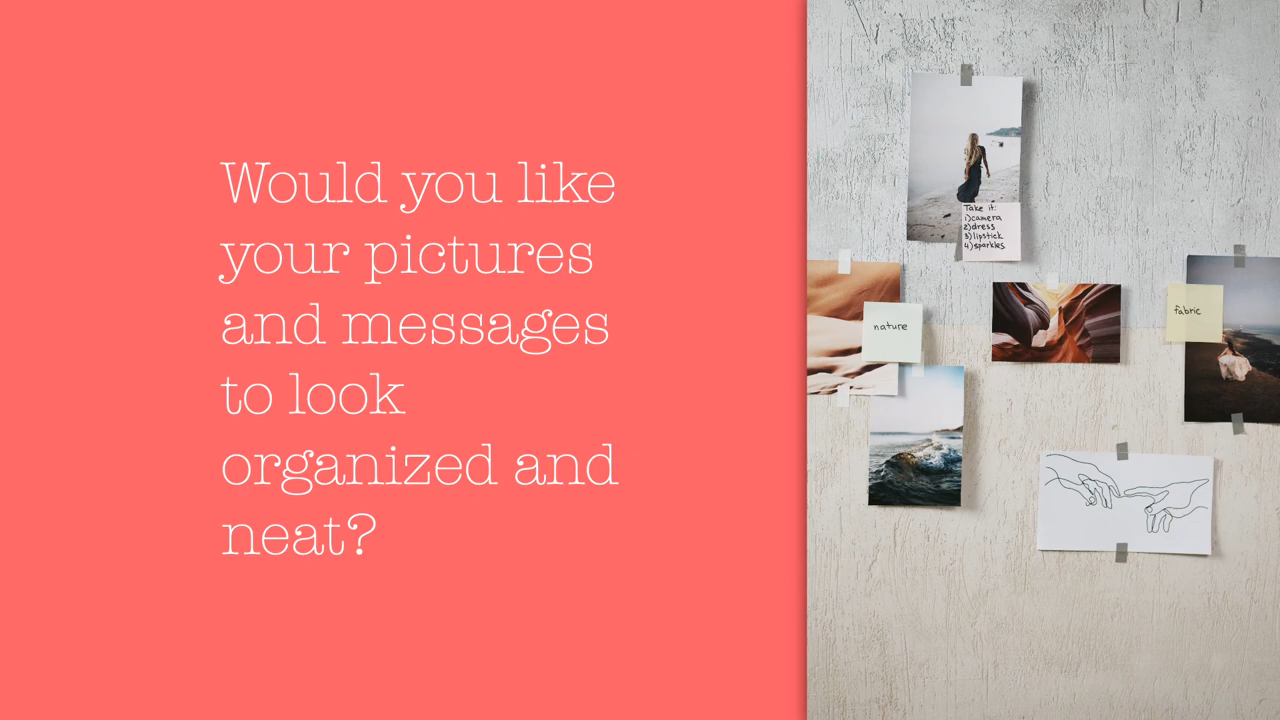 Would you like
your pictures
and messages
to look
organized and
neat?
Take it:
1)camera
2)dress
3)lipstick
4)sparkles
nature
fabric